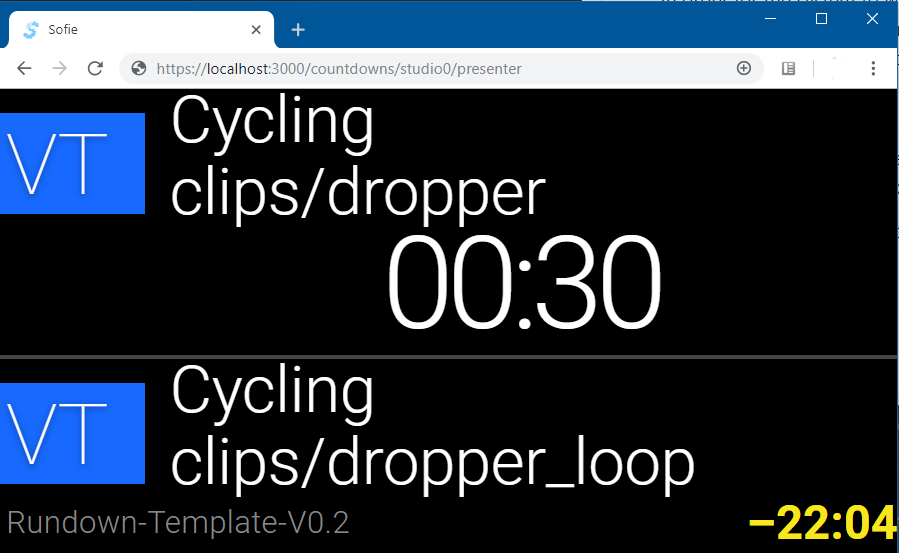 Sofie
https://localhost:3000/countdowns/studio0/presenter
VT
Cycling
clips/dropper
00:30
VT
Cycling
clips/dropper_loop
Rundown-Template-V0.2
–22:04